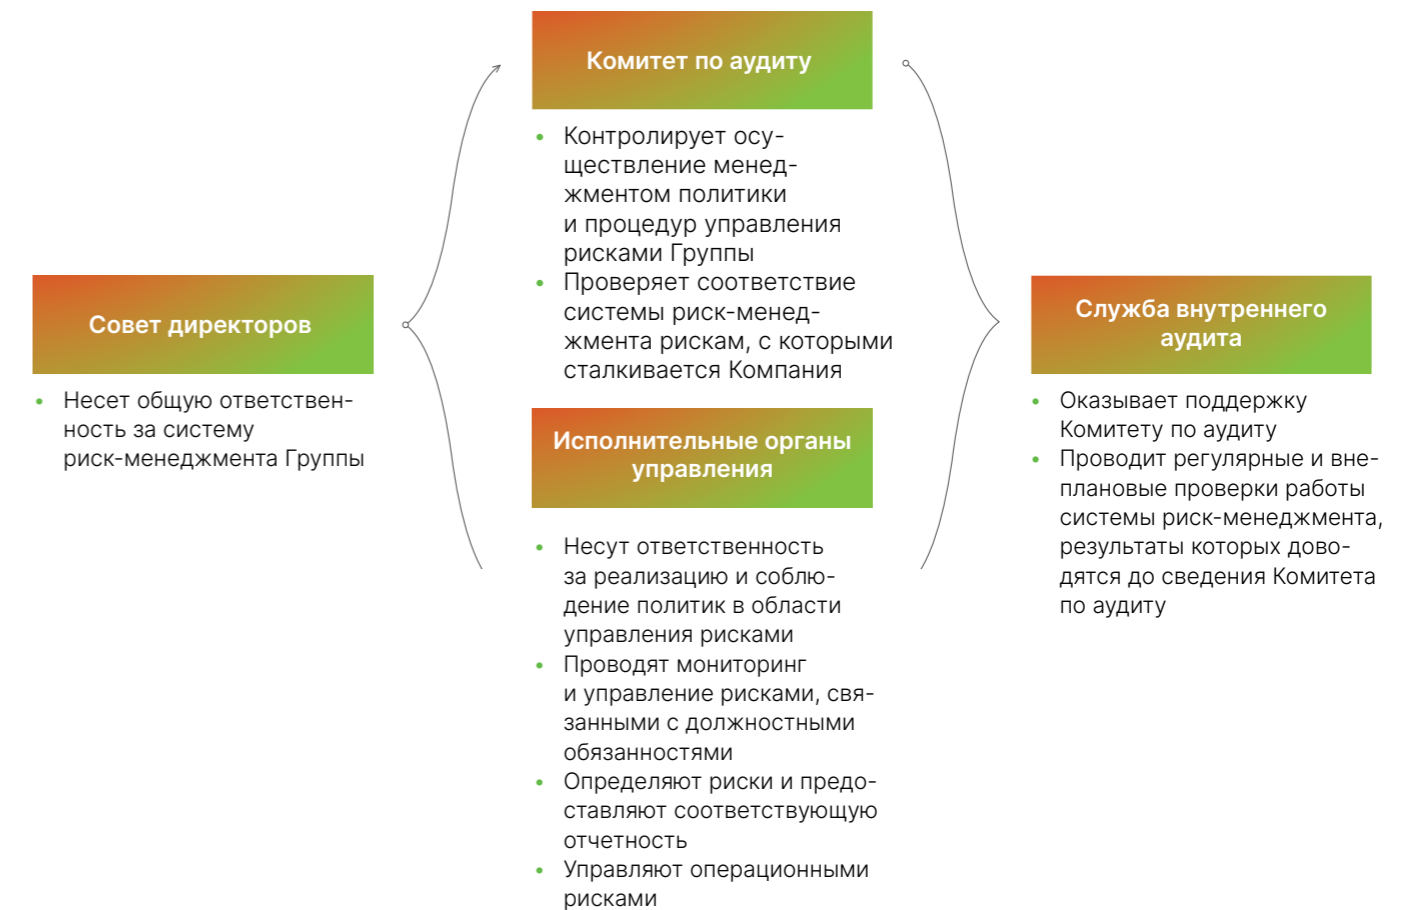 Совет директоров
• Несет общую ответствен-
ность за систему
риск-менеджмента Группы
Комитет по аудиту
• Контролирует осу-
ществление менед-
жментом политики
и процедур управления
рисками Группы
• Проверяет соответствие
системы риск-менед-
жмента рискам, с которыми
сталкивается Компания
Исполнительные органы
управления
• Несут ответственность
за реализацию и соблю-
дение политик в области
управления рисками
• Проводят мониторинг
и управление рисками, свя-
занными с должностными
обязанностями
• Определяют риски и предо-
ставляют соответствующую
отчетность
• Управляют операционными
рисками
Служба внутреннего
аудита
• Оказывает поддержку
Комитету по аудиту
• Проводит регулярные и вне-
плановые проверки работы
системы риск-менеджмента,
результаты которых дово-
дятся до сведения Комитета
по аудиту